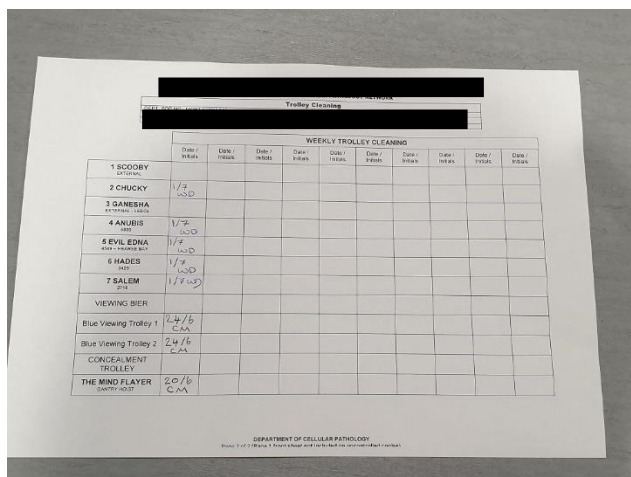 NETWORK
Trolley Cleaning
WEEKLY TROLLEY CLEANING
Date / Initials Date / Initials Date / Initials Date / Initials Date / Initials Date / Initials Date / Initials Date / Initials Date / Initials Date / Initials
1 SCOOBY
EXTERNAL
2 CHUCKY 1/7 WD
3 GANESHA
4 ANUBIS 1/7 WD
5 EVIL EDNA 1/7 WD
6 HADES 1/7 WD
7 SALEM 1/7 WD
VIEWING BIER
Blue Viewing Trolley 1 24/6 CM
Blue Viewing Trolley 2 24/6 CM
CONCEALMENT
TROLLEY
THE MIND FLAYER 20/6 CM
GANTRY HOIST
DEPARTMENT OF CELLULAR PATHOLOGY